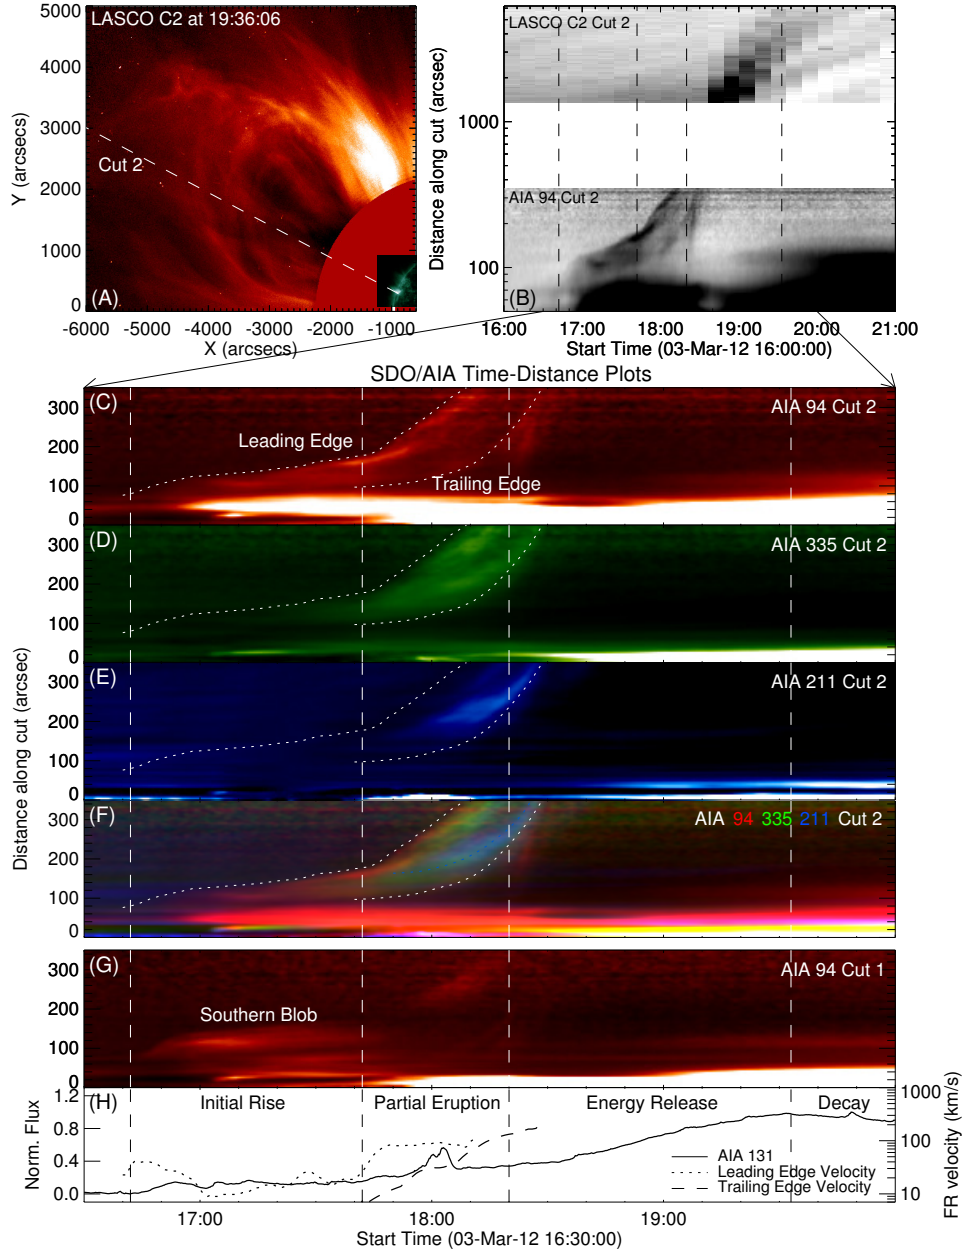 LASCO C2 at 19:36:06
5000
4000
3000
2000
1000
0
Y (arcsecs)
Cut 2
(A)
-6000 -5000 -4000 -3000 -2000 -1000
X (arcsecs)
LASCO C2 Cut 2
1000
100
Distance along cut (arcsec)
AIA 94 Cut 2
(B)
16:00 17:00 18:00 19:00 20:00 21:00
Start Time (03-Mar-12 16:00:00)
SDO/AIA Time-Distance Plots
(C)
AIA 94 Cut 2
Leading Edge
Trailing Edge
300
200
100
0
(D)
AIA 335 Cut 2
300
200
100
0
(E)
AIA 211 Cut 2
300
200
100
0
Distance along cut (arcsec)
(F)
AIA 94 335 211 Cut 2
300
200
100
0
(G)
AIA 94 Cut 1
Southern Blob
300
200
100
0
(H)
Initial Rise
Partial Eruption
Energy Release
Decay
1.2
0.8
0.4
0.0
Norm. Flux
AIA 131
Leading Edge Velocity
Trailing Edge Velocity
1000
100
10
FR velocity (km/s)
17:00 18:00 19:00
Start Time (03-Mar-12 16:30:00)